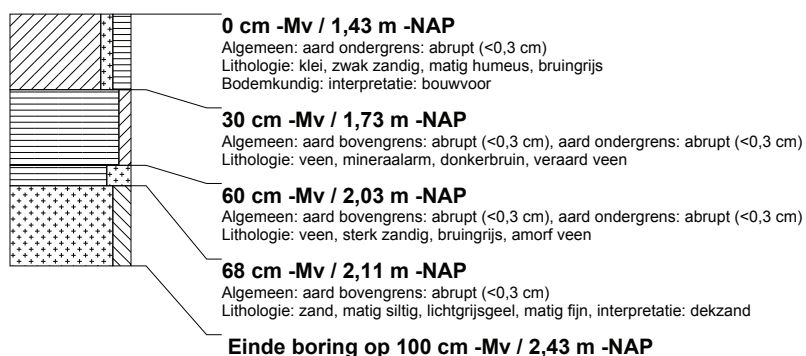 0 cm -Mv / 1,43 m -NAP
Algemeen: aard ondergrens: abrupt (<0,3 cm)
Lithologie: klei, zwak zandig, matig humeus, bruingrijs
Bodemkundig: interpretatie: bouwvoor
30 cm -Mv / 1,73 m -NAP
Algemeen: aard bovengrens: abrupt (<0,3 cm), aard ondergrens: abrupt (<0,3 cm)
Lithologie: veen, mineraalarm, donkerbruin, veraard veen
60 cm -Mv / 2,03 m -NAP
Algemeen: aard bovengrens: abrupt (<0,3 cm), aard ondergrens: abrupt (<0,3 cm)
Lithologie: veen, sterk zandig, bruingrijs, amorf veen
68 cm -Mv / 2,11 m -NAP
Algemeen: aard bovengrens: abrupt (<0,3 cm)
Lithologie: zand, matig siltig, lichtgrijsgeel, matig fijn, interpretatie: dekzand
Einde boring op 100 cm -Mv / 2,43 m -NAP